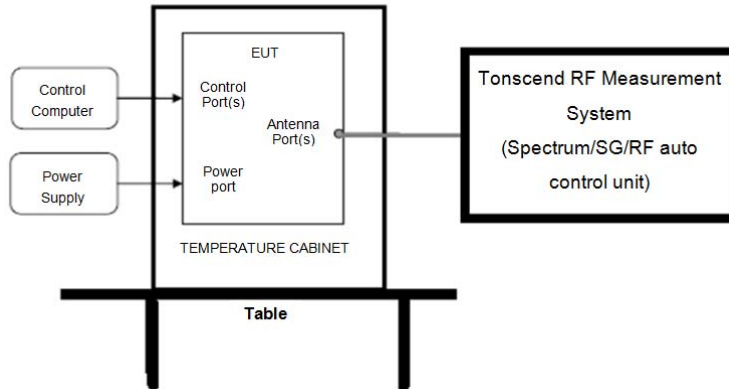 EUT
Control
Computer
Control
Port(s)
Antenna
Port(s)
Power
Supply
Power
port
TEMPERATURE CABINET
Table
Tonscend RF Measurement
System
(Spectrum/SG/RF auto
control unit)